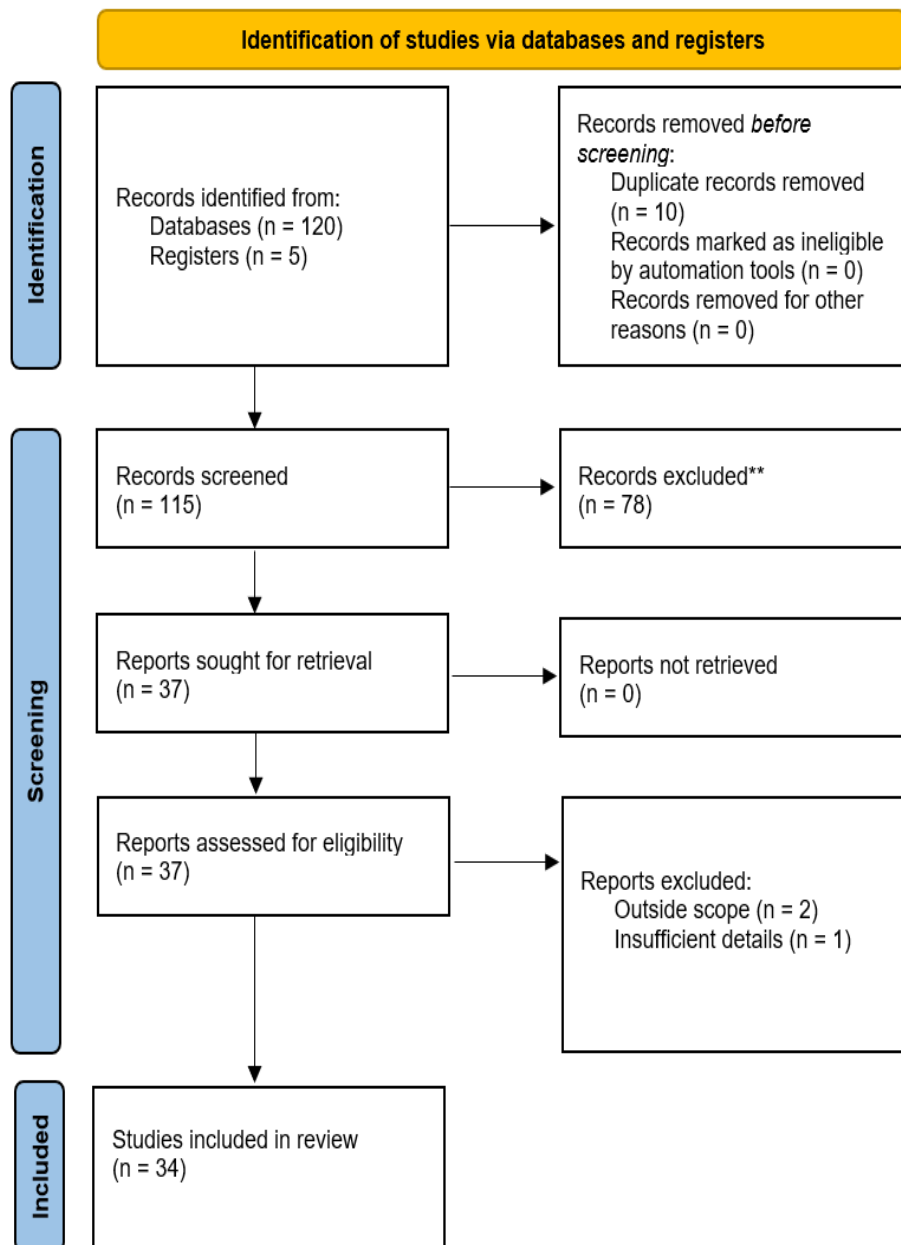 Identification of studies via databases and registers
Identification
Records identified from:
Databases (n = 120)
Registers (n = 5)
Records removed before
screening:
Duplicate records removed
(n = 10)
Records marked as ineligible
by automation tools (n = 0)
Records removed for other
reasons (n = 0)
Screening
Records screened
(n = 115)
Records excluded**
(n = 78)
Reports sought for retrieval
(n = 37)
Reports not retrieved
(n = 0)
Reports assessed for eligibility
(n = 37)
Reports excluded:
Outside scope (n = 2)
Insufficient details (n = 1)
Included
Studies included in review
(n = 34)